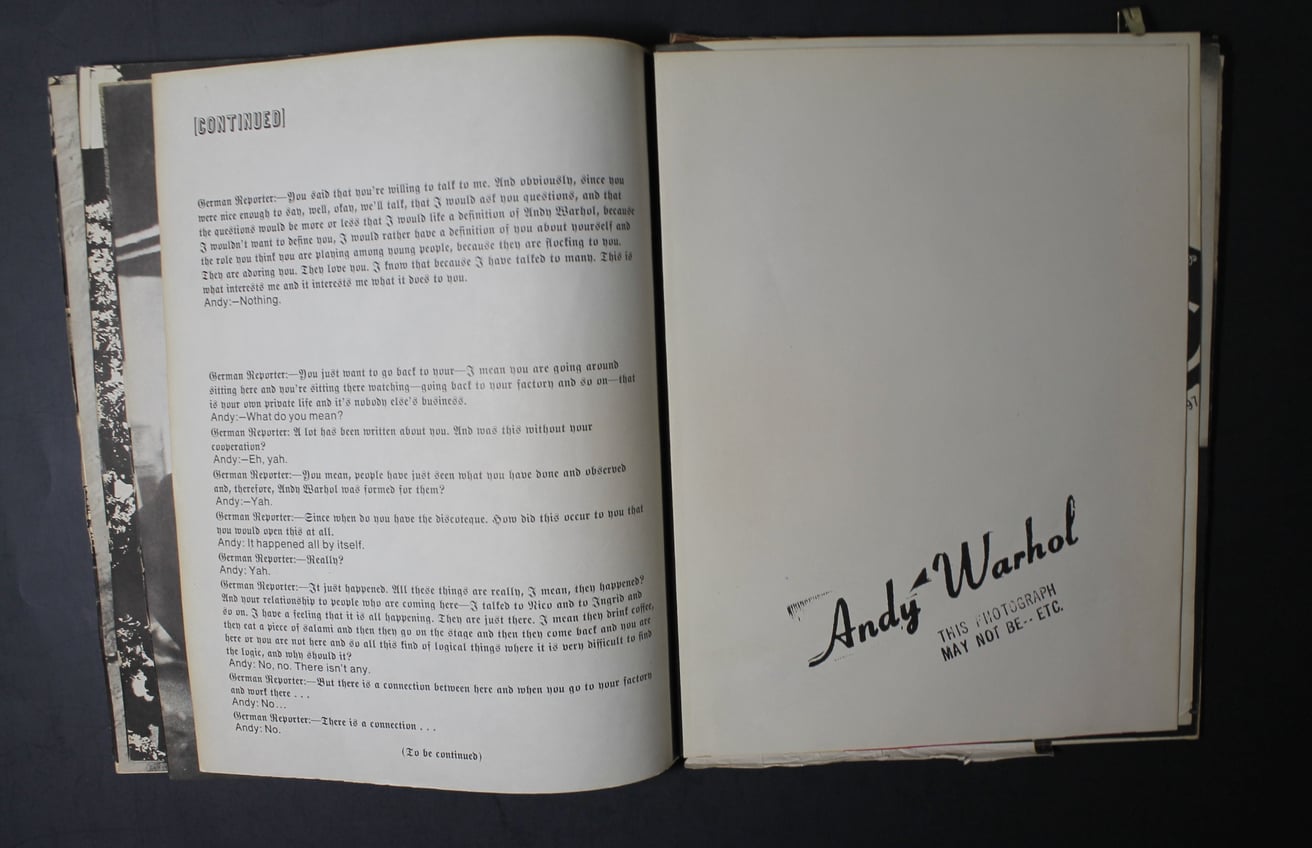 [CONTINUED]
German Reporter:—You said that you're willing to talk to me. And obviously, since you
were nice enough to say, well, okay, we'll talk, that I would ask you questions, and that
the questions would be more or less that I would like a definition of Andy Warhol, because
I wouldn't want to define you, I would rather have a definition of you about yourself and
the role you think you are playing among young people, because they are flocking to you.
They are adoring you. They love you. I know that because I have talked to many. This is
what interests me and it interests me what it does to you.
Andy:—Nothing.
German Reporter:—You just want to go back to your—I mean you are going around
sitting here and you're sitting there watching—going back to your factory and so on—that
is your own private life and it's nobody else's business.
Andy:—What do you mean?
German Reporter: A lot has been written about you. And was this without your
cooperation?
Andy:—Eh, yah.
German Reporter:—You mean, people have just seen what you have done and observed
and, therefore, Andy Warhol was formed for them?
Andy:—Yah.
German Reporter:—Since when do you have the discoteque. How did this occur to you that
you would open this at all.
Andy: It happened all by itself.
German Reporter:—Really?
Andy: Yah.
German Reporter:—It just happened. All these things are really, I mean, they happened?
And your relationship to people who are coming here—I talked to Nico and to Ingrid and
so on. I have a feeling that it is all happening. They are just there. I mean they drink coffee,
they eat a piece of salami and then they go on the stage and then they come back and you are
here or you are not here and so all this find of logical things where it is very difficult to find
the logic, and why should it?
Andy: No, no. There isn't any.
German Reporter:—But there is a connection between here and when you go to your factory
and work there . . .
Andy: No...
German Reporter:—There is a connection . . .
Andy: No.
(To be continued)
Andy Warhol
THIS PHOTOGRAPH
MAY NOT BE-- ETC.